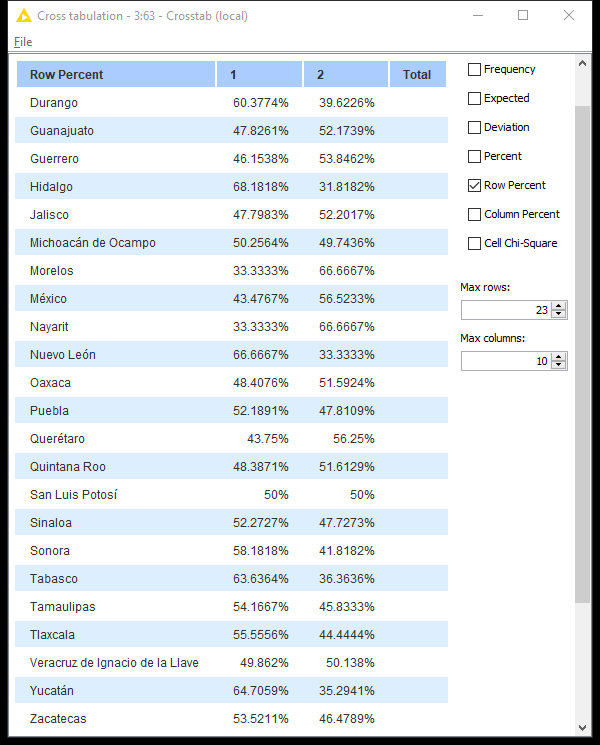 Cross tabulation - 3:63 - Crosstab (local)
File
Row Percent 1 2 Total
Durango 60.3774% 39.6226%
Guanajuato 47.8261% 52.1739%
Guerrero 46.1538% 53.8462%
Hidalgo 68.1818% 31.8182%
Jalisco 47.7983% 52.2017%
Michoacán de Ocampo 50.2564% 49.7436%
Morelos 33.3333% 66.6667%
México 43.4767% 56.5233%
Nayarit 33.3333% 66.6667%
Nuevo León 66.6667% 33.3333%
Oaxaca 48.4076% 51.5924%
Puebla 52.1891% 47.8109%
Querétaro 43.75% 56.25%
Quintana Roo 48.3871% 51.6129%
San Luis Potosí 50% 50%
Sinaloa 52.2727% 47.7273%
Sonora 58.1818% 41.8182%
Tabasco 63.6364% 36.3636%
Tamaulipas 54.1667% 45.8333%
Tlaxcala 55.5556% 44.4444%
Veracruz de Ignacio de la Llave 49.862% 50.138%
Yucatán 64.7059% 35.2941%
Zacatecas 53.5211% 46.4789%
Frequency
Expected
Deviation
Percent
Row Percent
Column Percent
Cell Chi-Square
Max rows:
23
Max columns:
10